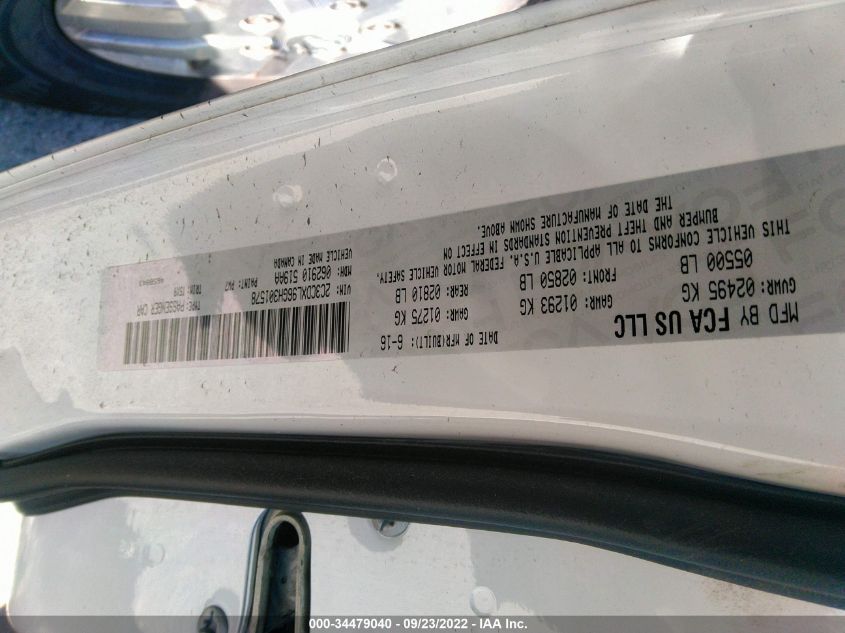 MFD BY FCA US LLC
DATE OF MFR(BUILT): 6-16
GVWR: 02495 KG
GAWR: 01293 KG
GAWR: 01275 KG
05500 LB
FRONT: 02850 LB
REAR: 02810 LB
THIS VEHICLE CONFORMS TO ALL APPLICABLE U.S.A. FEDERAL MOTOR VEHICLE SAFETY,
BUMPER AND THEFT PREVENTION STANDARDS IN EFFECT ON
THE DATE OF MANUFACTURE SHOWN ABOVE.
TYPE: PASSENGER CAR
VIN: 2C3CDXL96GH301578
MDH: 062910 519AA
PAINT: PW7
TRIM:
VEHICLE MADE IN CANADA
000-34479040 - 09/23/2022 - IAA Inc.